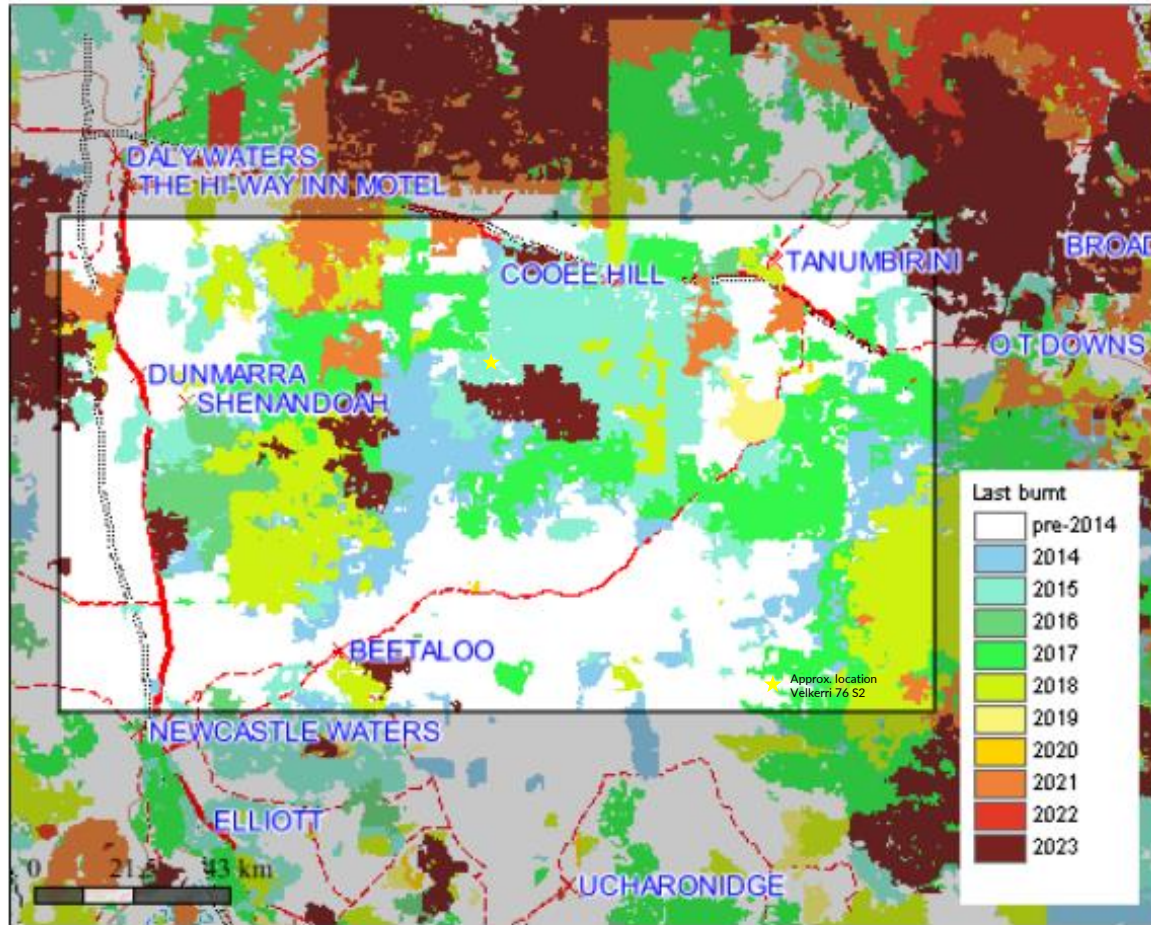 DALY WATERS
THE HI-WAY INN MOTEL
COOEE HILL
TANUMBIRINI
BROAD
O T DOWNS
DUNMARRA
SHENANDOAH
BEETALOO
Approx. location
Velkerri 76 S2
NEWCASTLE WATERS
ELLIOTT
UCHARONIDGE
0 21.5 43 km
Last burnt
pre-2014
2014
2015
2016
2017
2018
2019
2020
2021
2022
2023